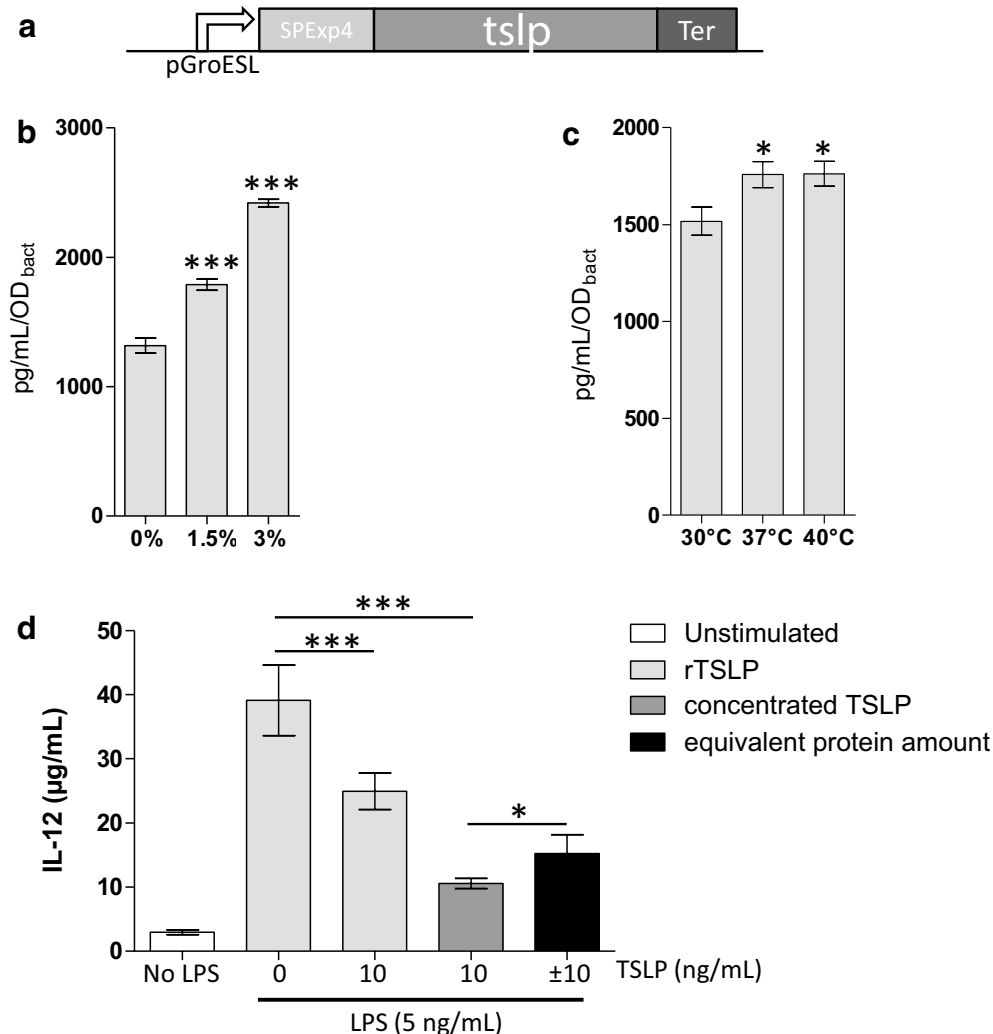 a
SPExp4 tslp Ter
pGroESL
b
3000
2000
1000
0
pg/mL/OD_bact
***
***
0% 1.5% 3%
c
2000
1500
1000
500
0
pg/mL/OD_bact
* *
30°C 37°C 40°C
d
50
40
30
20
10
0
IL-12 (µg/mL)
***
***
*
No LPS 0 10 10 ±10 TSLP (ng/mL)
LPS (5 ng/mL)
Unstimulated
rTSLP
concentrated TSLP
equivalent protein amount